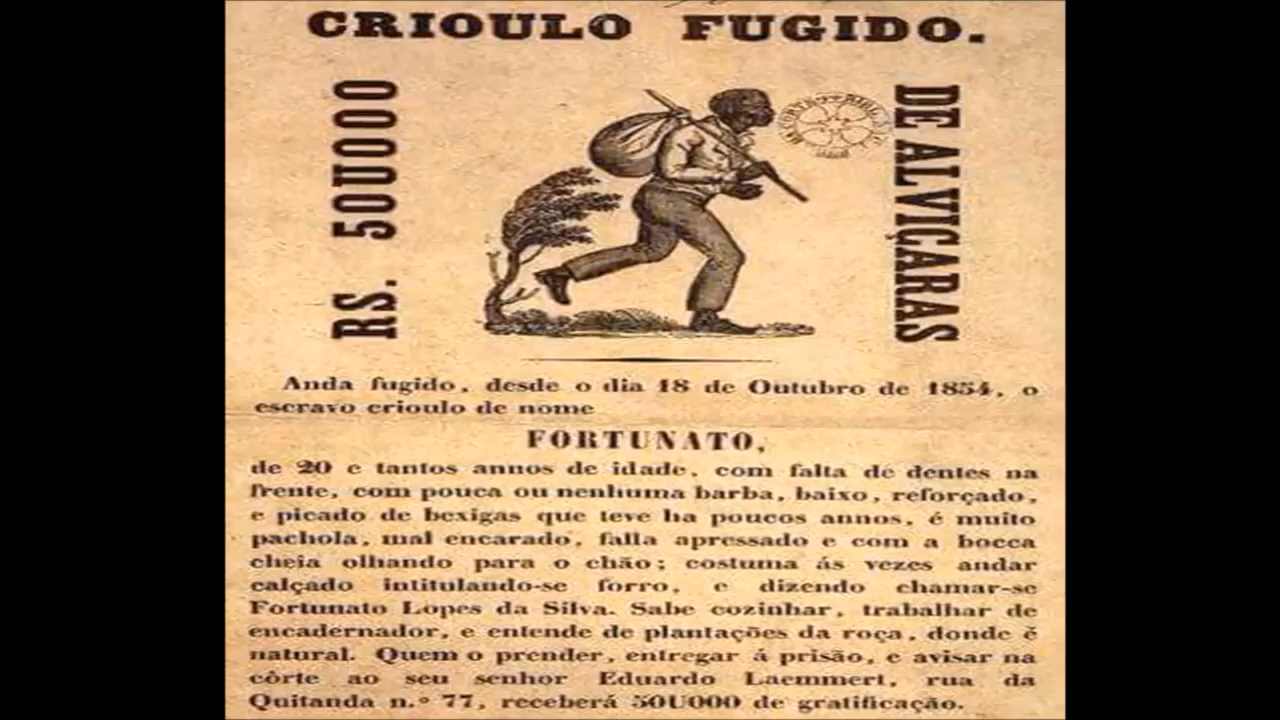 CRIOULO FUGIDO.
RS. 50U000
DE ALVIÇARAS
Anda fugido, desde o dia 18 de Outubro de 1854, o
escravo crioulo de nome
FORTUNATO,
de 20 e tantos annos de idade, com falta de dentes na
frente, com pouca ou nenhuma barba, baixo, reforçado,
e picado de bexigas que teve ha poucos annos, é muito
pachola, mal encarado, falla apressado e com a bocca
cheia olhando para o chão; costuma ás vezes andar
calçado intitulando-se forro, e dizendo chamar-se
Fortunato Lopes da Silva. Sabe cozinhar, trabalhar de
encadernador, e entende de plantações da roça, donde é
natural. Quem o prender, entregar á prisão, e avisar na
côrte ao seu senhor Eduardo Laemmert, rua da
Quitanda n.º 77, receberá 50U000 de gratificação.